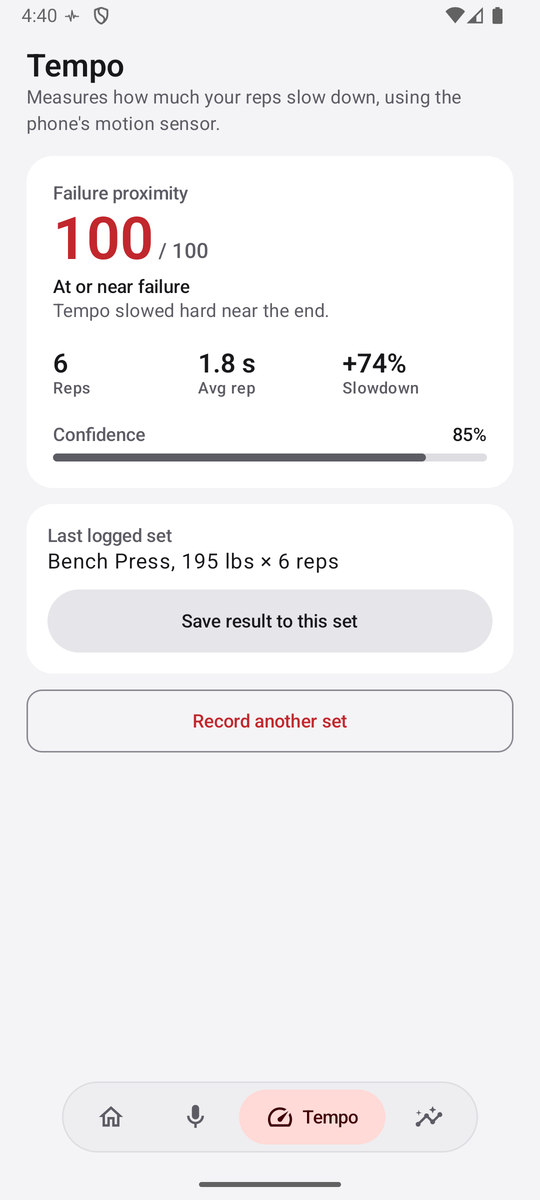 4:40
Tempo
Measures how much your reps slow down, using the
phone's motion sensor.
Failure proximity
100 / 100
At or near failure
Tempo slowed hard near the end.
6 1.8 s +74%
Reps Avg rep Slowdown
Confidence 85%
Last logged set
Bench Press, 195 lbs × 6 reps
Save result to this set
Record another set
Tempo